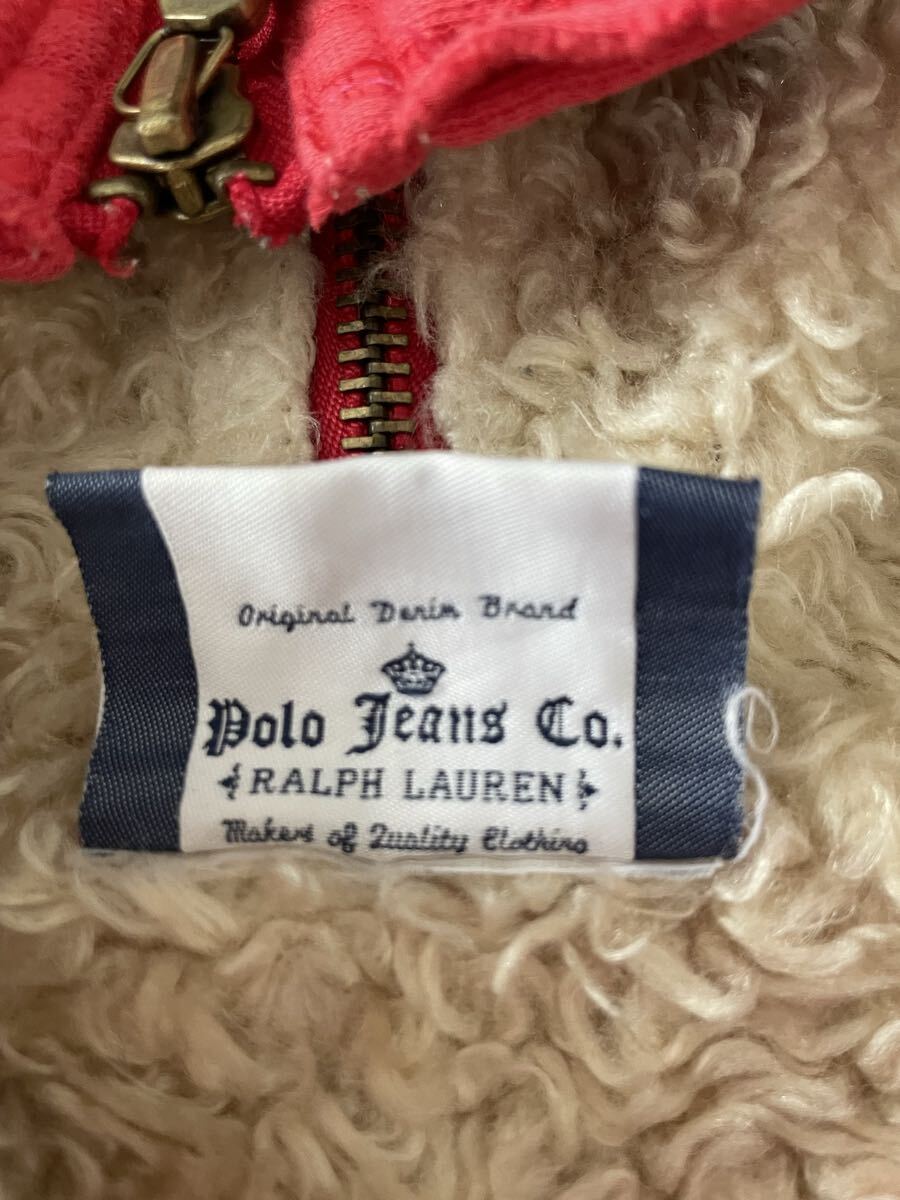 Original Denim Brand
Polo Jeans Co.
RALPH LAUREN
Makers of Quality Clothing